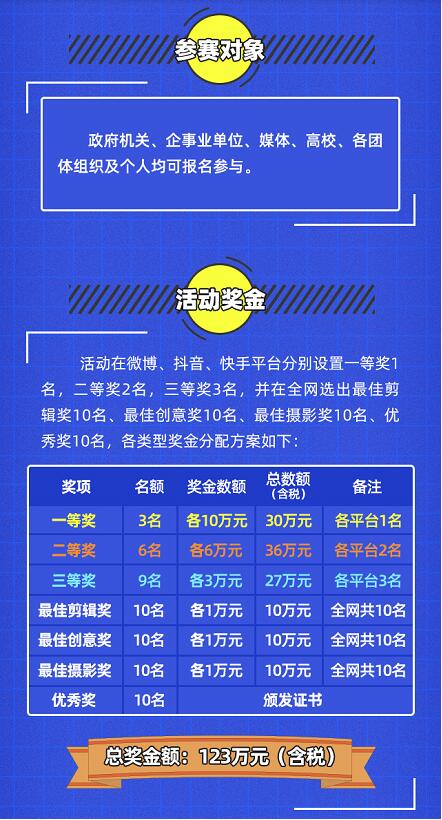 参赛对象
政府机关、企事业单位、媒体、高校、各团
体组织及个人均可报名参与。
活动奖金
活动在微博、抖音、快手平台分别设置一等奖1
名，二等奖2名，三等奖3名，并在全网选出最佳剪
辑奖10名、最佳创意奖10名、最佳摄影奖10名、优
秀奖10名，各类型奖金分配方案如下：
奖项 名额 奖金数额 总数额（含税） 备注
一等奖 3名 各10万元 30万元 各平台1名
二等奖 6名 各6万元 36万元 各平台2名
三等奖 9名 各3万元 27万元 各平台3名
最佳剪辑奖 10名 各1万元 10万元 全网共10名
最佳创意奖 10名 各1万元 10万元 全网共10名
最佳摄影奖 10名 各1万元 10万元 全网共10名
优秀奖 10名 颁发证书
总奖金额：123万元（含税）